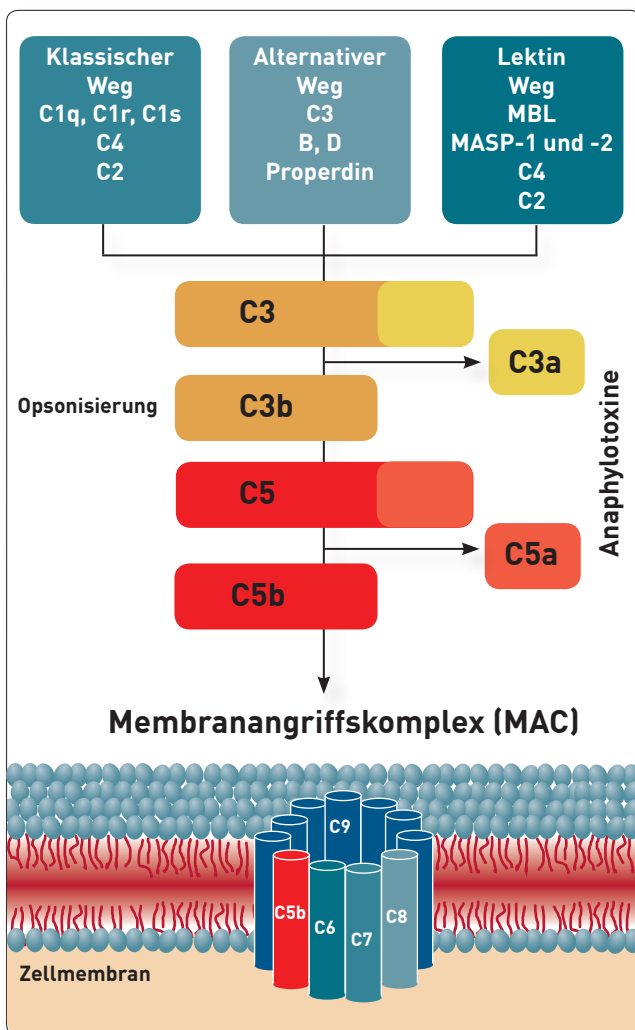 Klassischer
Weg
C1q, C1r, C1s
C4
C2
Alternativer
Weg
C3
B, D
Properdin
Lektin
Weg
MBL
MASP-1 und -2
C4
C2
C3
C3a
Opsonisierung
C3b
Anaphylotoxine
C5
C5a
C5b
Membranangriffskomplex (MAC)
C9
C5b
C6
C7
C8
Zellmembran